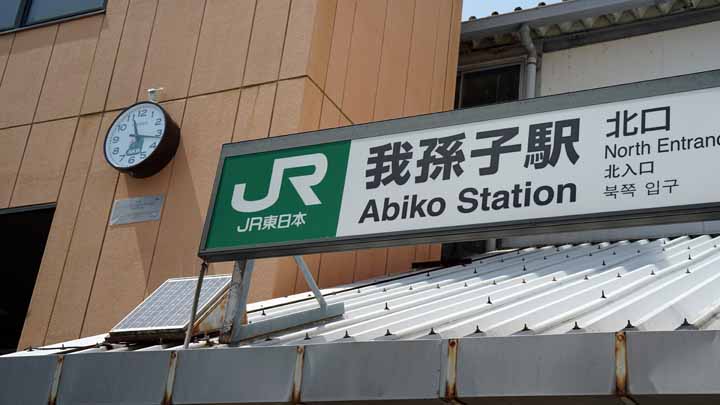 JR
JR東日本
我孫子駅
Abiko Station
北口
North Entranc
北入口
북쪽 입구
12